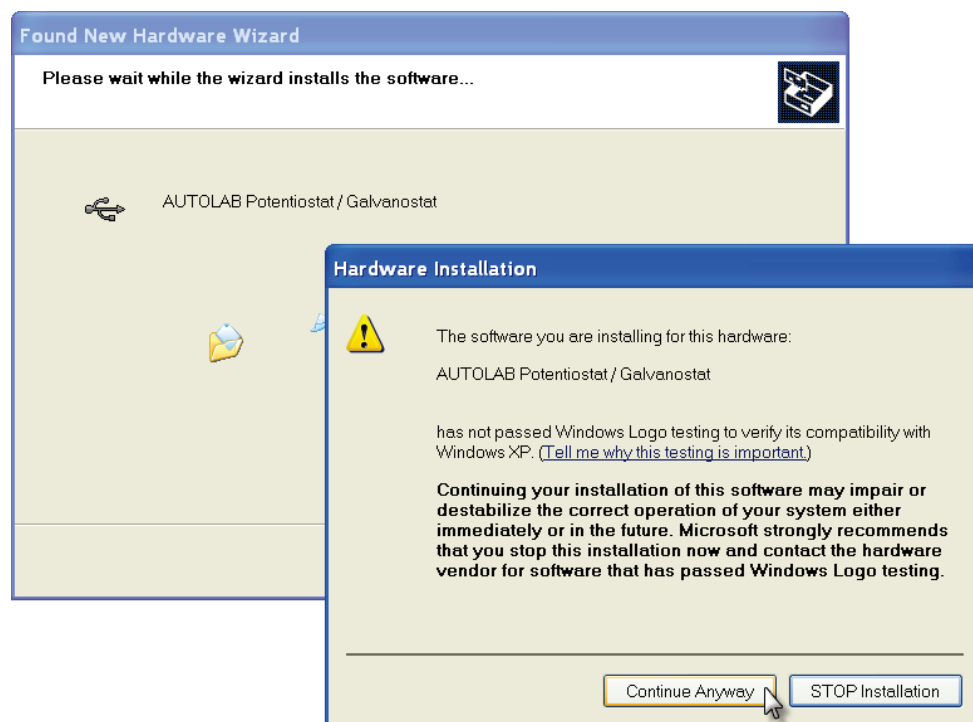 Found New Hardware Wizard
Please wait while the wizard installs the software...
AUTOLAB Potentiostat / Galvanostat
Hardware Installation
The software you are installing for this hardware:
AUTOLAB Potentiostat / Galvanostat
has not passed Windows Logo testing to verify its compatibility with
Windows XP. (Tell me why this testing is important.)
Continuing your installation of this software may impair or
destabilize the correct operation of your system either
immediately or in the future. Microsoft strongly recommends
that you stop this installation now and contact the hardware
vendor for software that has passed Windows Logo testing.
Continue Anyway
STOP Installation